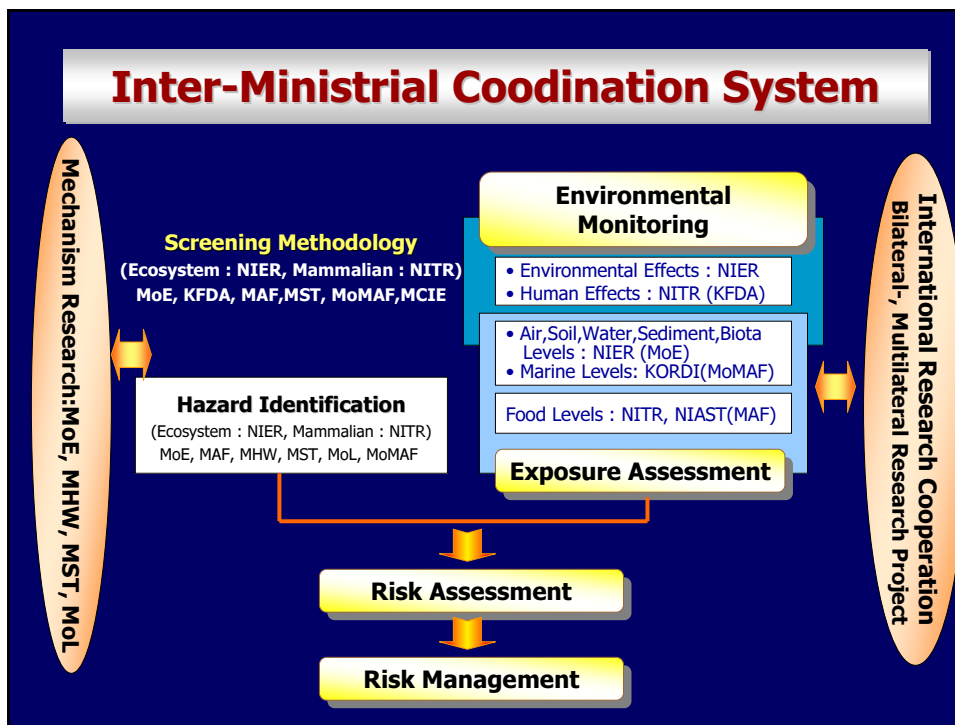 Inter-Ministrial Coodination System
Mechanism Research:MoE, MHW, MST, MoL
Screening Methodology
(Ecosystem : NIER, Mammalian : NITR)
MoE, KFDA, MAF,MST, MoMAF,MCIE
Hazard Identification
(Ecosystem : NIER, Mammalian : NITR)
MoE, MAF, MHW, MST, MoL, MoMAF
Environmental
Monitoring
• Environmental Effects : NIER
• Human Effects : NITR (KFDA)
• Air,Soil,Water,Sediment,Biota
Levels : NIER (MoE)
• Marine Levels: KORDI(MoMAF)
Food Levels : NITR, NIAST(MAF)
Exposure Assessment
International Research Cooperation
Bilateral-, Multilateral Research Project
Risk Assessment
Risk Management